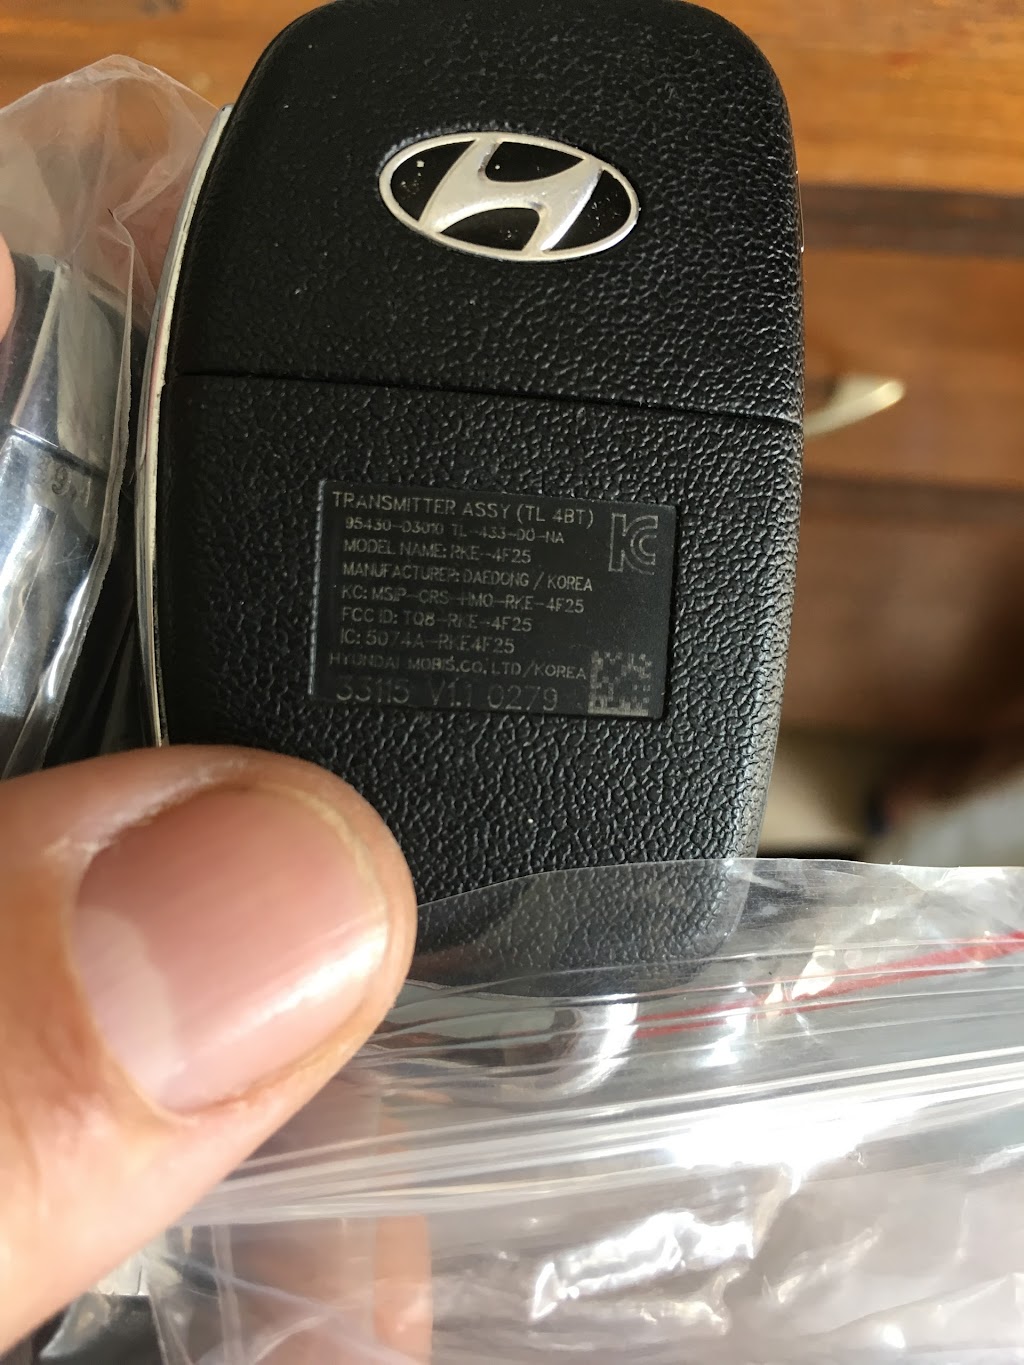 TRANSMITTER ASSY (TL 4BT)
95430-D3010 TL-433-DO-NA
MODEL NAME: RKE-4F25
MANUFACTURER: DAEDONG / KOREA
KC: MSIP-CRS-HMO-RKE-4F25
FCC ID: TQ8-RKE-4F25
IC: 5074A-RKE4F25
HYUNDAI MOBIS.CO, LTD/KOREA
53115 V1.1 0279